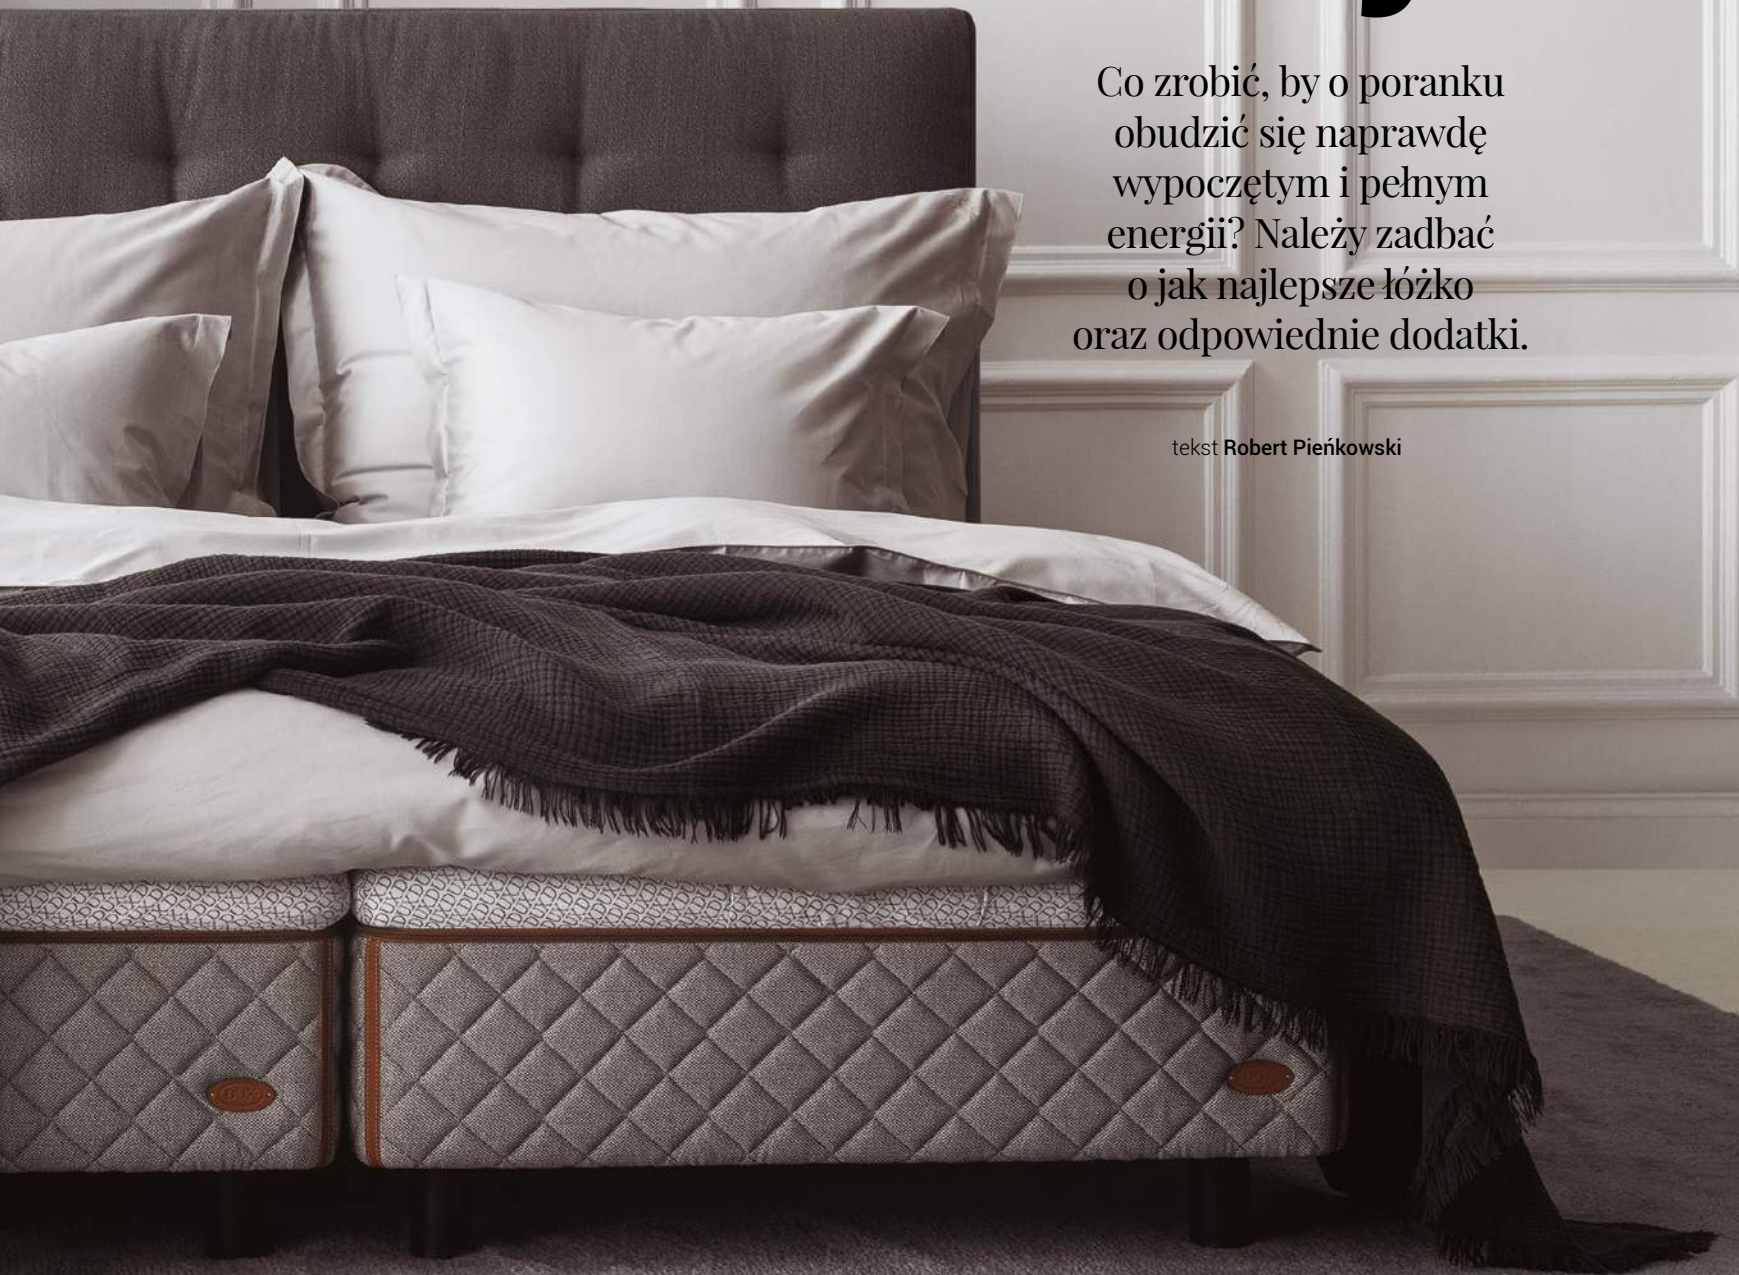 Co zrobić, by o poranku
obudzić się naprawdę
wypoczętym i pełnym
energii? Należy zadbać
o jak najlepsze łóżko
oraz odpowiednie dodatki.
tekst Robert Pieńkowski